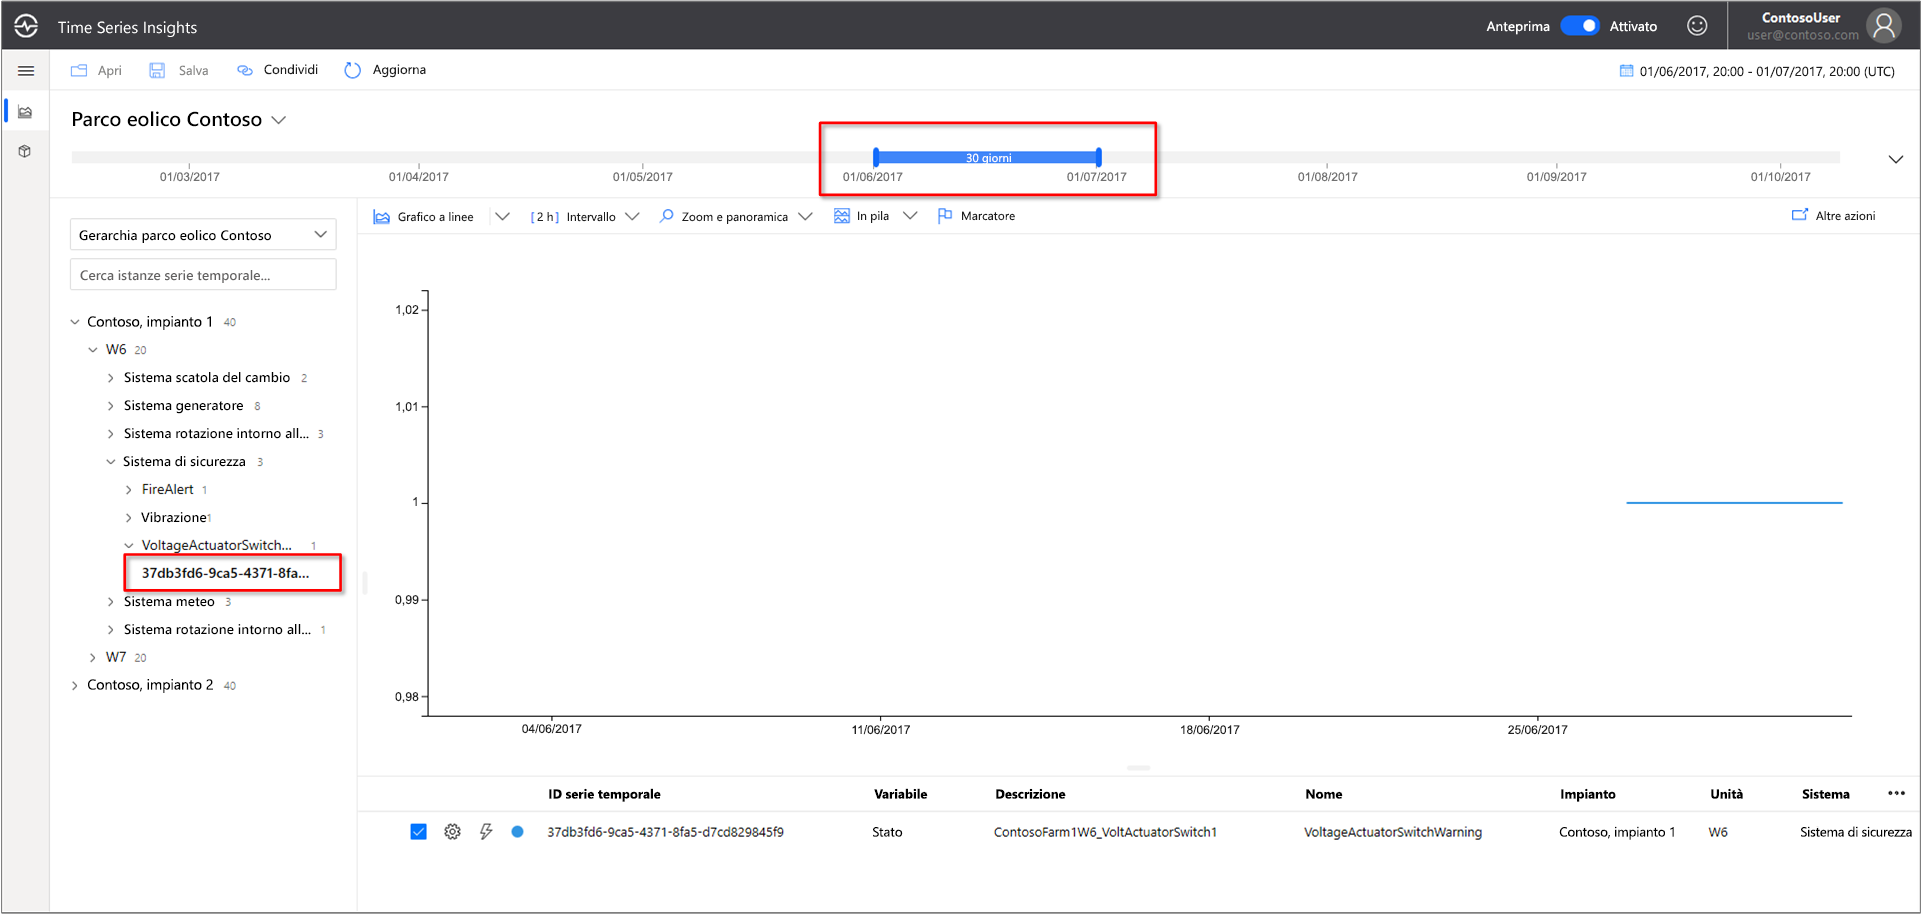 Time Series Insights
Anteprima Attivato
ContosoUser
user@contoso.com
Apri Salva Condividi Aggiorna
01/06/2017, 20:00 - 01/07/2017, 20:00 (UTC)
Parco eolico Contoso
30 giorni
01/03/2017 01/04/2017 01/05/2017 01/06/2017 01/07/2017 01/08/2017 01/09/2017 01/10/2017
Gerarchia parco eolico Contoso
Cerca istanze serie temporale...
Contoso, impianto 1 40
W6 20
Sistema scatola del cambio 2
Sistema generatore 8
Sistema rotazione intorno all... 3
Sistema di sicurezza 3
FireAlert 1
Vibrazione1
VoltageActuatorSwitch... 1
37db3fd6-9ca5-4371-8fa...
Sistema meteo 3
Sistema rotazione intorno all... 1
W7 20
Contoso, impianto 2 40
Grafico a linee [2 h] Intervallo Zoom e panoramica In pila Marcatore Altre azioni
1,02
1,01
1
0,99
0,98
04/06/2017 11/06/2017 18/06/2017 25/06/2017
ID serie temporale Variabile Descrizione Nome Impianto Unità Sistema
37db3fd6-9ca5-4371-8fa5-d7cd829845f9 Stato ContosoFarm1W6_VoltActuatorSwitch1 VoltageActuatorSwitchWarning Contoso, impianto 1 W6 Sistema di sicurezza